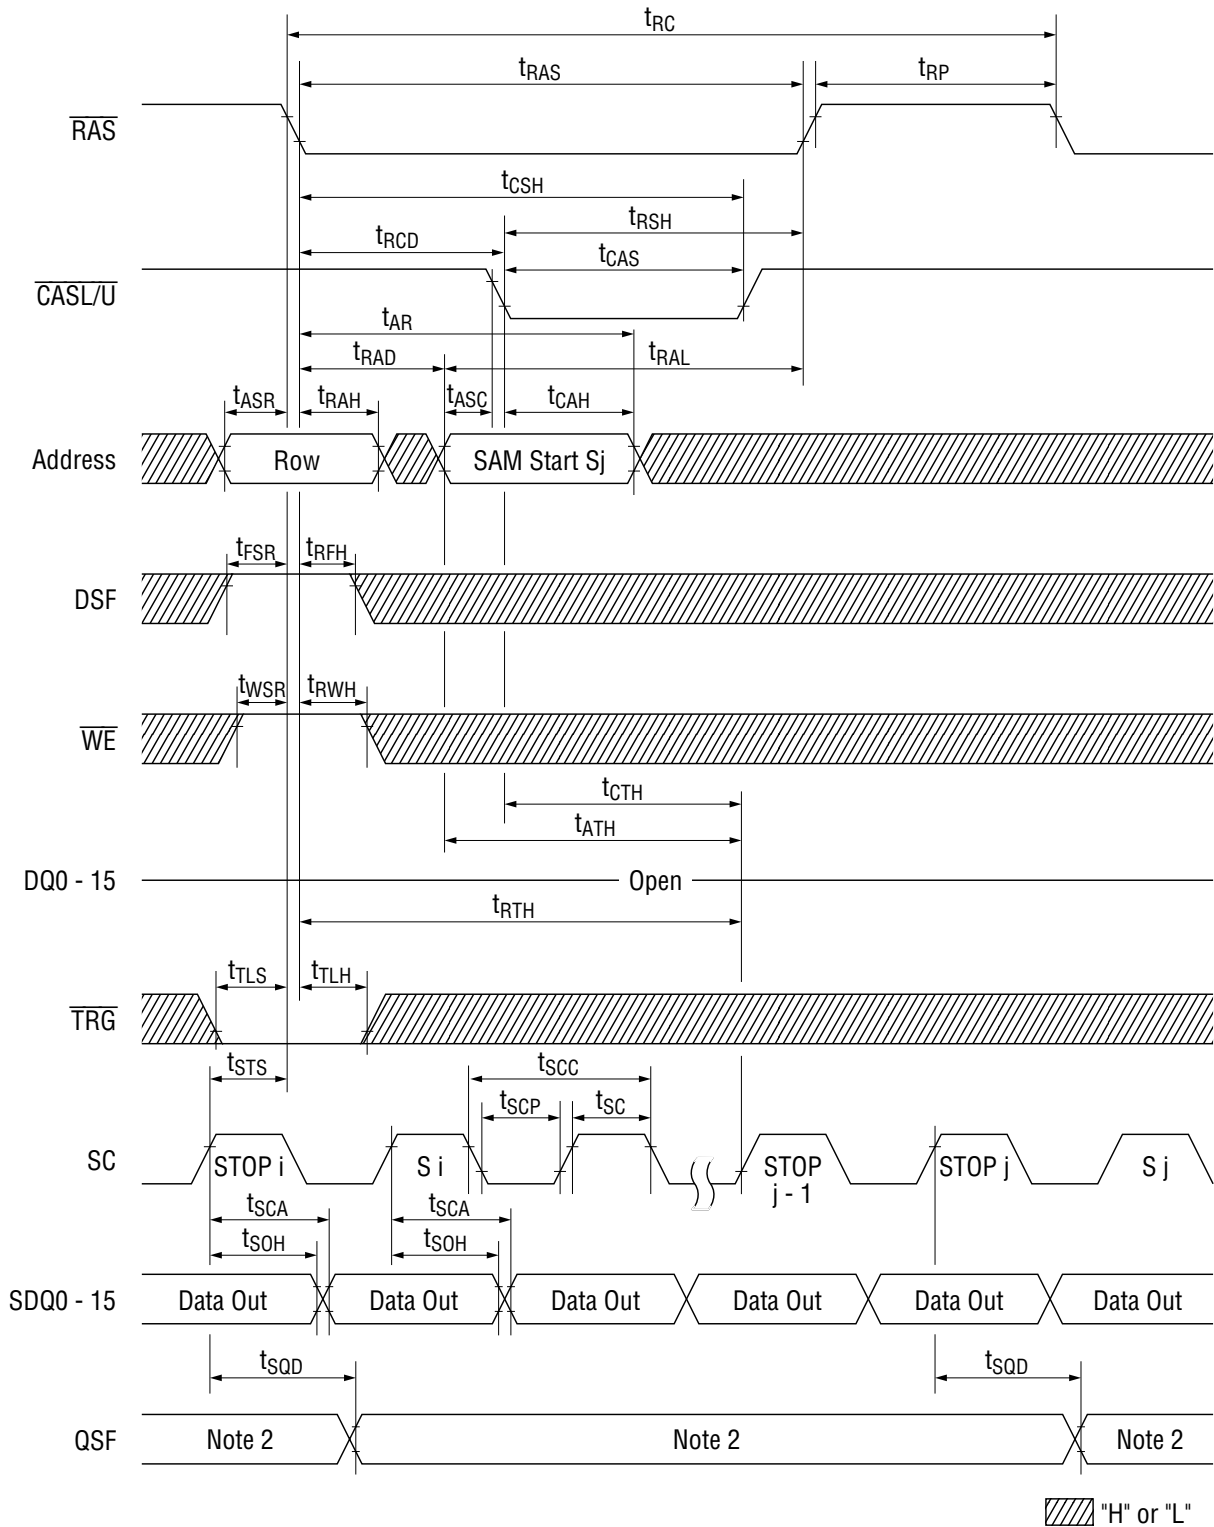 tRC
tRAS
tRP
RAS
tCSH
tRSH
tRCD
tCAS
CASL/U
tAR
tRAD
tRAL
tASR
tRAH
tASC
tCAH
Address
Row
SAM Start Sj
tFSR
tRFH
DSF
tWSR
tRWH
WE
tCTH
tATH
DQ0 - 15
Open
tRTH
tTLS
tTLH
TRG
tSTS
tSCC
tSCP
tSC
SC
STOP i
S i
STOP
j - 1
STOP j
S j
tSCA
tSCA
tSOH
tSOH
SDQ0 - 15
Data Out
Data Out
Data Out
Data Out
Data Out
Data Out
tSQD
tSQD
QSF
Note 2
Note 2
Note 2
"H" or "L"